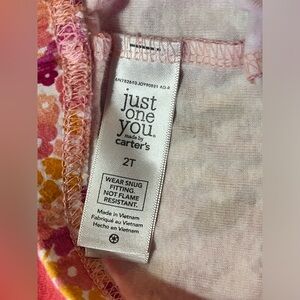 just
one
you®
made by
carter's
2T
WEAR SNUG
FITTING.
NOT FLAME
RESISTANT.
Made in Vietnam
Fabriqué au Vietnam
Hecho en Vietnam